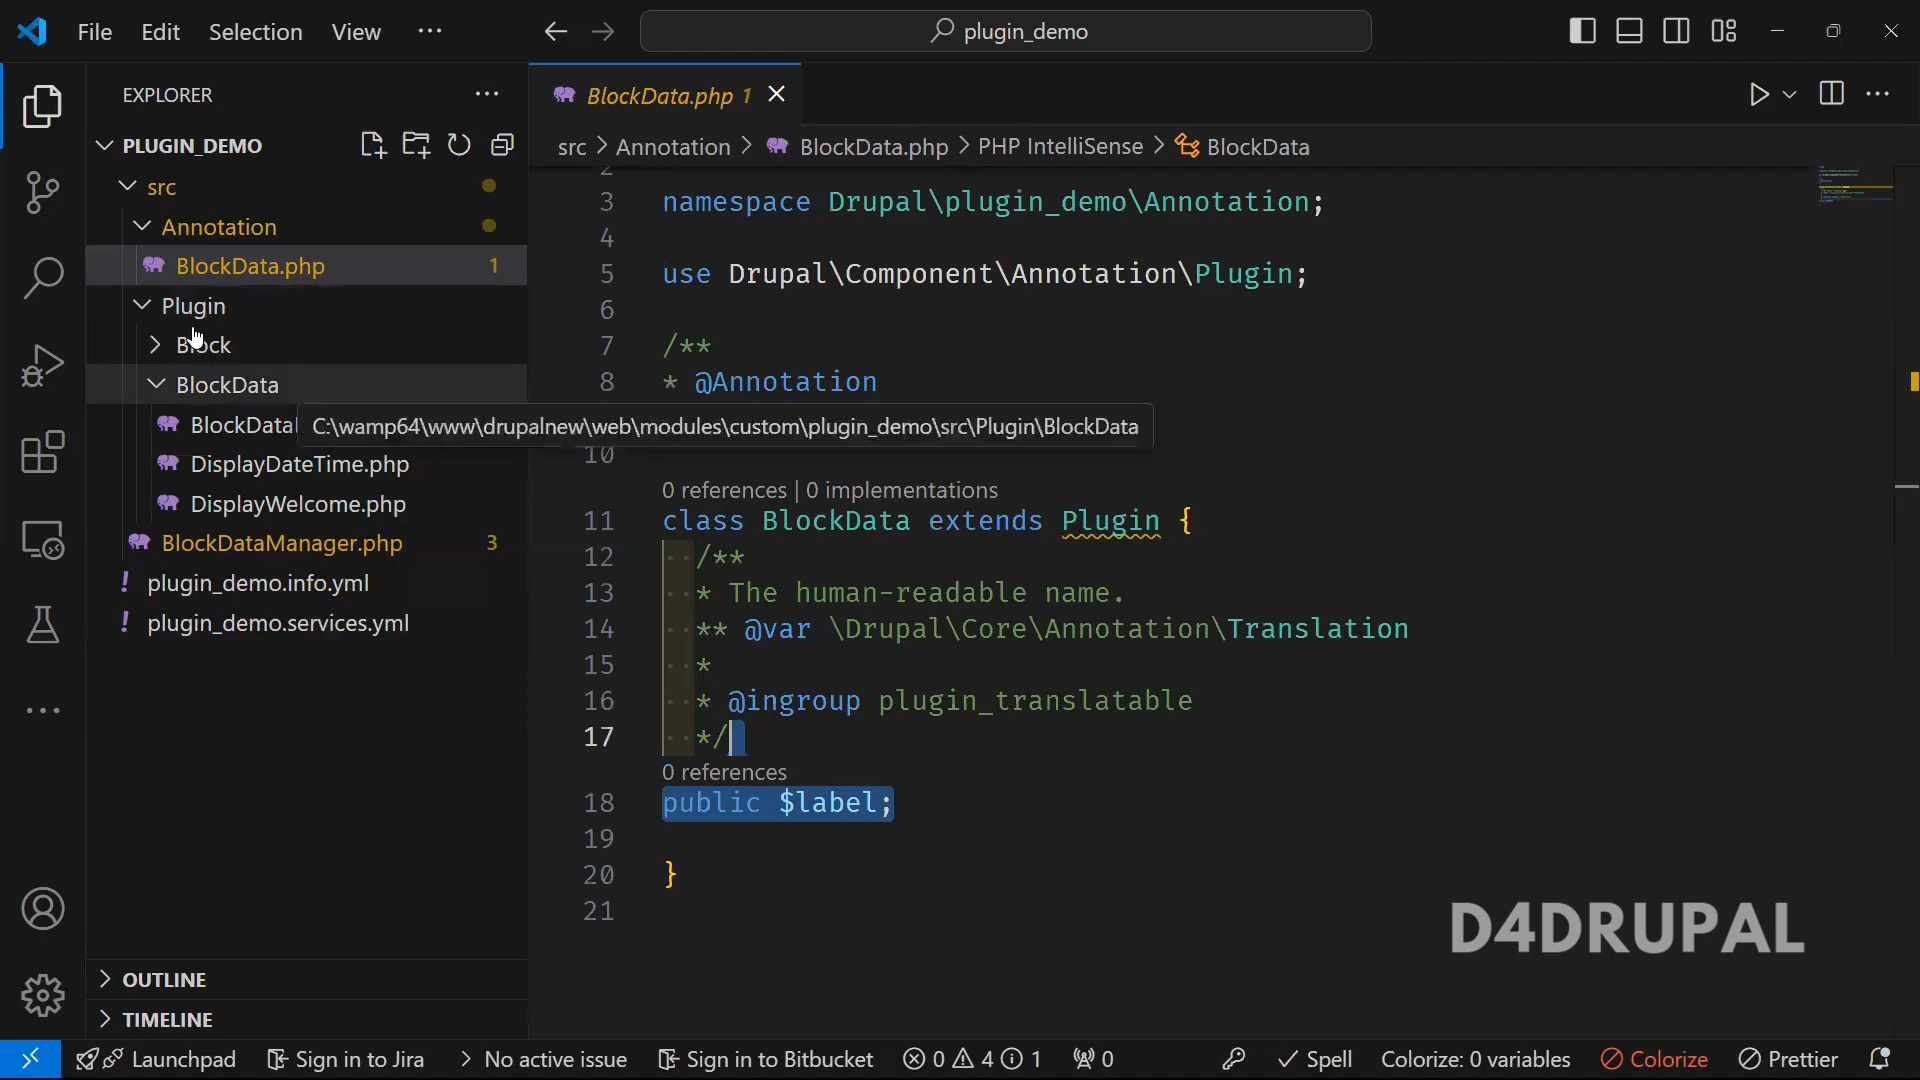 File Edit Selection View ...
plugin_demo
EXPLORER
PLUGIN_DEMO
src
Annotation
BlockData.php 1
Plugin
Block
BlockData
BlockData
DisplayDateTime.php
DisplayWelcome.php
BlockDataManager.php 3
! plugin_demo.info.yml
! plugin_demo.services.yml
OUTLINE
TIMELINE
BlockData.php 1
src > Annotation > BlockData.php > PHP IntelliSense > BlockData
3 namespace Drupal\plugin_demo\Annotation;
4
5 use Drupal\Component\Annotation\Plugin;
6
7 /**
8 * @Annotation
C:\wamp64\www\drupalnew\web\modules\custom\plugin_demo\src\Plugin\BlockData
10
0 references | 0 implementations
11 class BlockData extends Plugin {
12 /**
13 * The human-readable name.
14 ** @var \Drupal\Core\Annotation\Translation
15 *
16 * @ingroup plugin_translatable
17 */
0 references
18 public $label;
19
20 }
21
D4DRUPAL
Launchpad Sign in to Jira > No active issue Sign in to Bitbucket 0 4 1 0 Spell Colorize: 0 variables Colorize Prettier